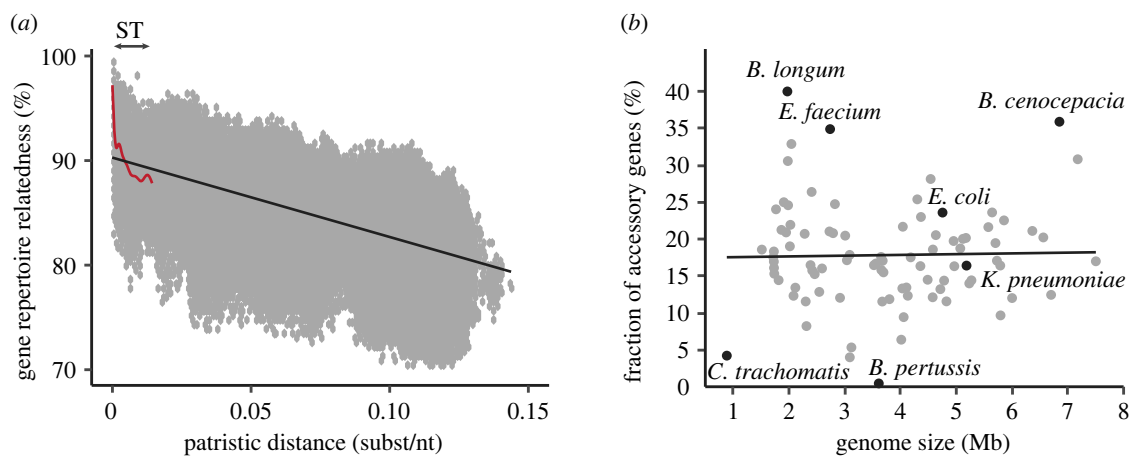 (a)
ST
100
90
80
70
gene repertoire relatedness (%)
0
0.05
0.10
0.15
patristic distance (subst/nt)
(b)
40
35
30
25
20
15
10
5
0
fraction of accessory genes (%)
B. longum
E. faecium
B. cenocepacia
E. coli
K. pneumoniae
C. trachomatis
B. pertussis
1
2
3
4
5
6
7
8
genome size (Mb)